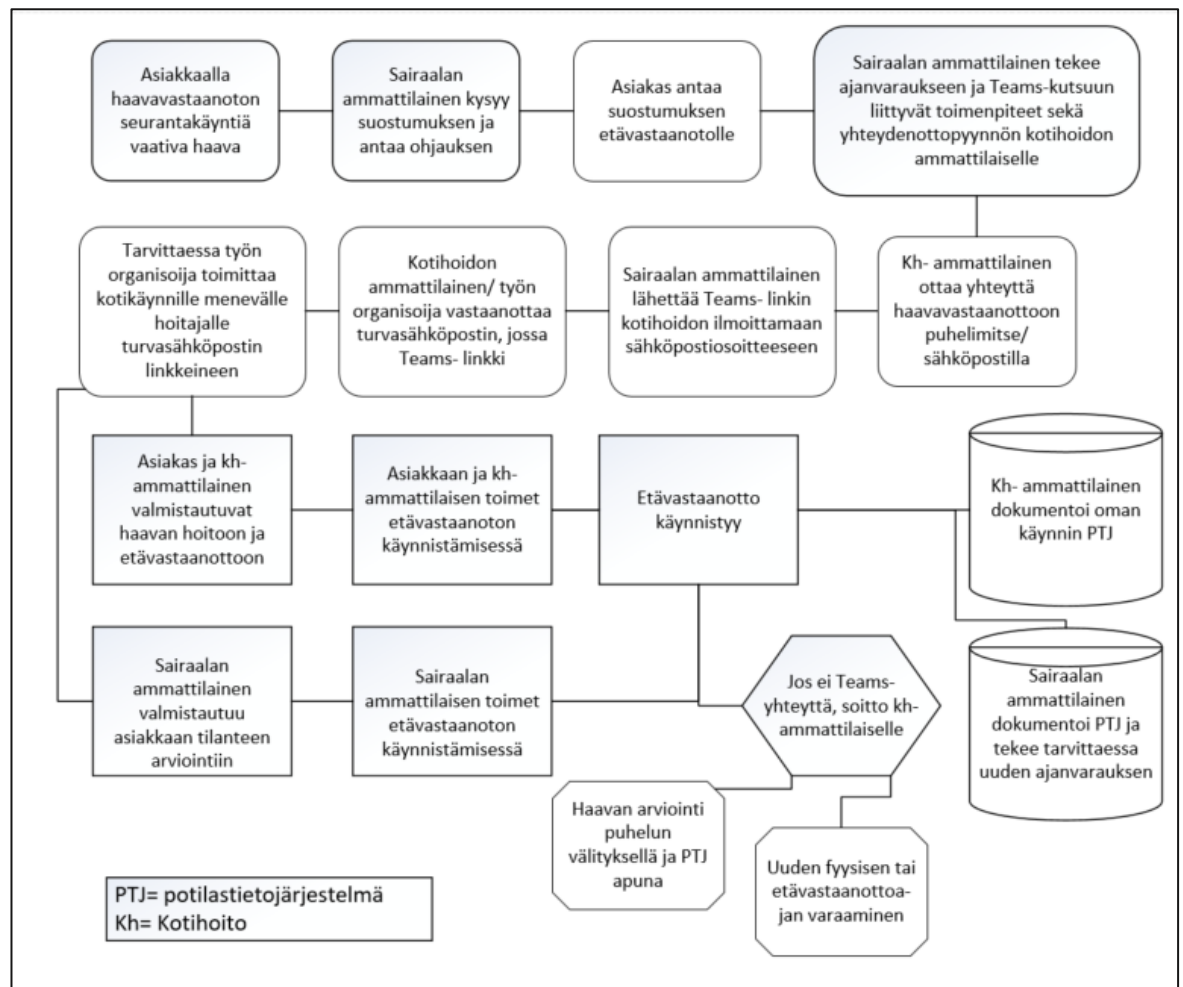 Asiakkaalla
haavavastaanoton
seurantakäyntiä
vaativa haava
Sairaalan
ammattilainen kysyy
suostumuksen ja
antaa ohjauksen
Asiakas antaa
suostumuksen
etävastaanotolle
Sairaalan ammattilainen tekee
ajanvaraukseen ja Teams-kutsuun
liittyvät toimenpiteet sekä
yhteydenottopyynnön kotihoidon
ammattilaiselle
Kh- ammattilainen
ottaa yhteyttä
haavavastaanottoon
puhelimitse/
sähköpostilla
Sairaalan ammattilainen
lähettää Teams- linkin
kotihoidon ilmoittamaan
sähköpostiosoitteeseen
Kotihoidon
ammattilainen/ työn
organisoija vastaanottaa
turvasähköpostin, jossa
Teams- linkki
Tarvittaessa työn
organisoija toimittaa
kotikäynnille menevälle
hoitajalle
turvasähköpostin
linkkeineen
Asiakas ja kh-
ammattilainen
valmistautuvat
haavan hoitoon ja
etävastaanottoon
Asiakkaan ja kh-
ammattilaisen toimet
etävastaanoton
käynnistämisessä
Etävastaanotto
käynnistyy
Kh- ammattilainen
dokumentoi oman
käynnin PTJ
Sairaalan
ammattilainen
valmistautuu
asiakkaan tilanteen
arviointiin
Sairaalan
ammattilaisen toimet
etävastaanoton
käynnistämisessä
Jos ei Teams-
yhteyttä, soitto kh-
ammattilaiselle
Sairaalan
ammattilainen
dokumentoi PTJ ja
tekee tarvittaessa
uuden ajanvarauksen
Haavan arviointi
puhelun
välityksellä ja PTJ
apuna
Uuden fyysisen tai
etävastaanottoa-
jan varaaminen
PTJ= potilastietojärjestelmä
Kh= Kotihoito